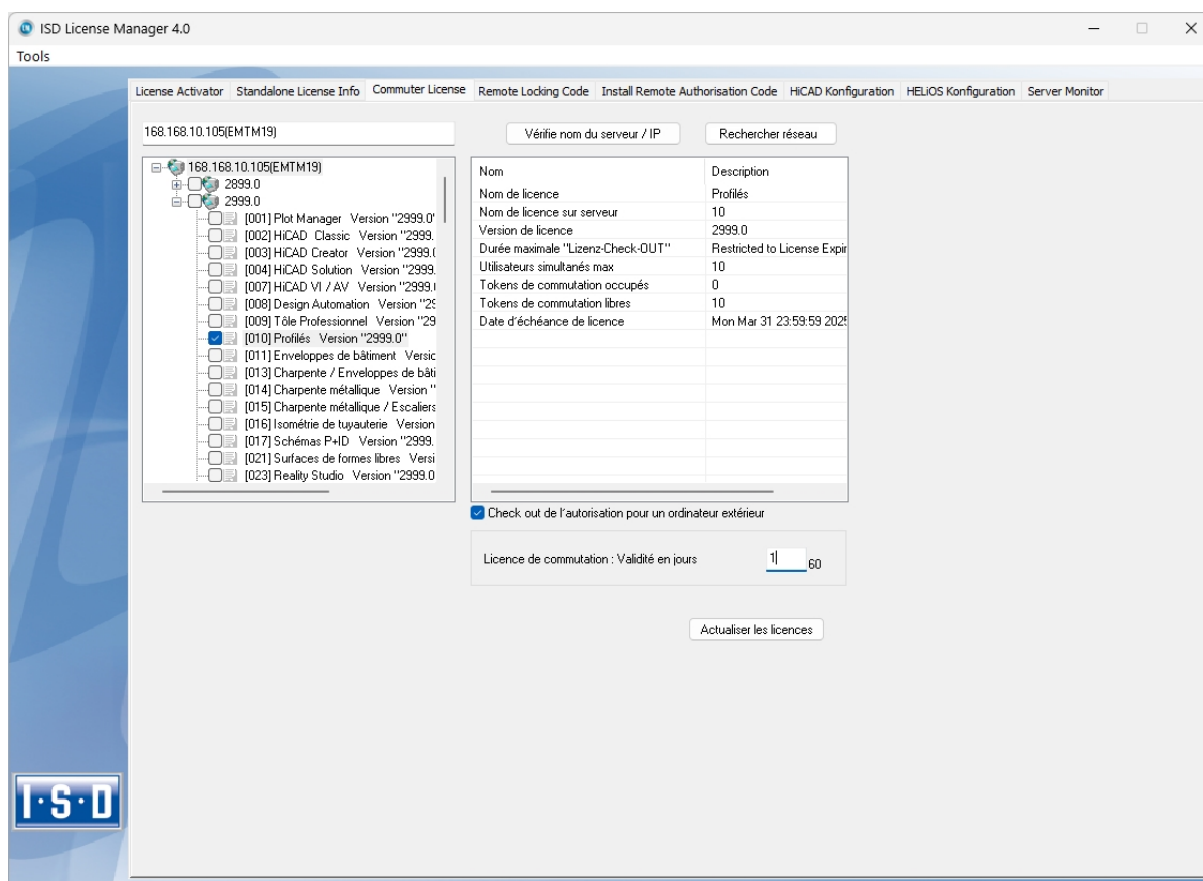 ISD License Manager 4.0
Tools
License Activator Standalone License Info Commuter License Remote Locking Code Install Remote Authorisation Code HiCAD Konfiguration HELiOS Konfiguration Server Monitor
168.168.10.105(EMTM19)
Vérifie nom du serveur / IP
Rechercher réseau
168.168.10.105(EMTM19)
2899.0
2999.0
[001] Plot Manager Version "2999.0"
[002] HiCAD Classic Version "2999.
[003] HiCAD Creator Version "2999.0
[004] HiCAD Solution Version "2999.
[007] HiCAD VI / AV Version "2999.0
[008] Design Automation Version "29
[009] Tôle Professionnel Version "29
[010] Profilés Version "2999.0"
[011] Enveloppes de bâtiment Versic
[013] Charpente / Enveloppes de bâti
[014] Charpente métallique Version "
[015] Charpente métallique / Escaliers
[016] Isométrie de tuyauterie Version
[017] Schémas P+ID Version "2999.
[021] Surfaces de formes libres Versi
[023] Reality Studio Version "2999.0
Nom Description
Nom de licence Profilés
Nom de licence sur serveur 10
Version de licence 2999.0
Durée maximale "Lizenz-Check-OUT" Restricted to License Expir
Utilisateurs simultanés max 10
Tokens de commutation occupés 0
Tokens de commutation libres 10
Date d'échéance de licence Mon Mar 31 23:59:59 2025
Check out de l'autorisation pour un ordinateur extérieur
Licence de commutation : Validité en jours 1 60
Actualiser les licences
I·S·D